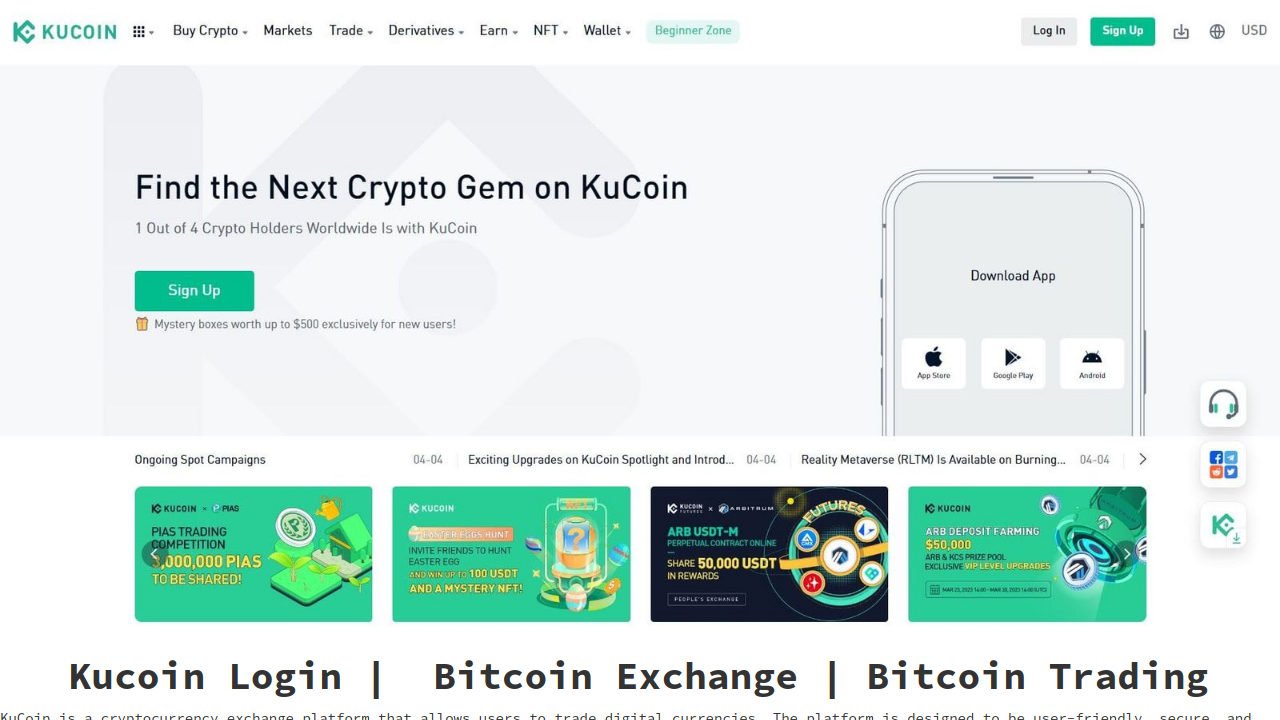 KUCOIN Buy Crypto Markets Trade Derivatives Earn NFT Wallet Beginner Zone Log In Sign Up USD
Find the Next Crypto Gem on KuCoin
1 Out of 4 Crypto Holders Worldwide Is with KuCoin
Sign Up
Mystery boxes worth up to $500 exclusively for new users!
Download App
App Store Google Play Android
Ongoing Spot Campaigns 04-04 Exciting Upgrades on KuCoin Spotlight and Introd... 04-04 Reality Metaverse (RLTM) Is Available on Burning... 04-04
KUCOIN × PIAS
PIAS TRADING
COMPETITION
,000,000 PIAS
TO BE SHARED!
KUCOIN
EASTER EGGS HUNT
INVITE FRIENDS TO HUNT
EASTER EGG
AND WIN UP TO 100 USDT
AND A MYSTERY NFT!
NFT
KUCOIN FUTURES × ARBITRUM
ARB USDT-M
PERPETUAL CONTRACT ONLINE
SHARE 50,000 USDT
IN REWARDS
PEOPLE'S EXCHANGE
FUTURES
KUCOIN
ARB DEPOSIT FARMING
$50,000
ARB & KCS PRIZE POOL
EXCLUSIVE VIP LEVEL UPGRADES
Kucoin Login | Bitcoin Exchange | Bitcoin Trading
KuCoin is a cryptocurrency exchange platform that allows users to trade digital currencies. The platform is designed to be user-friendly, secure, and